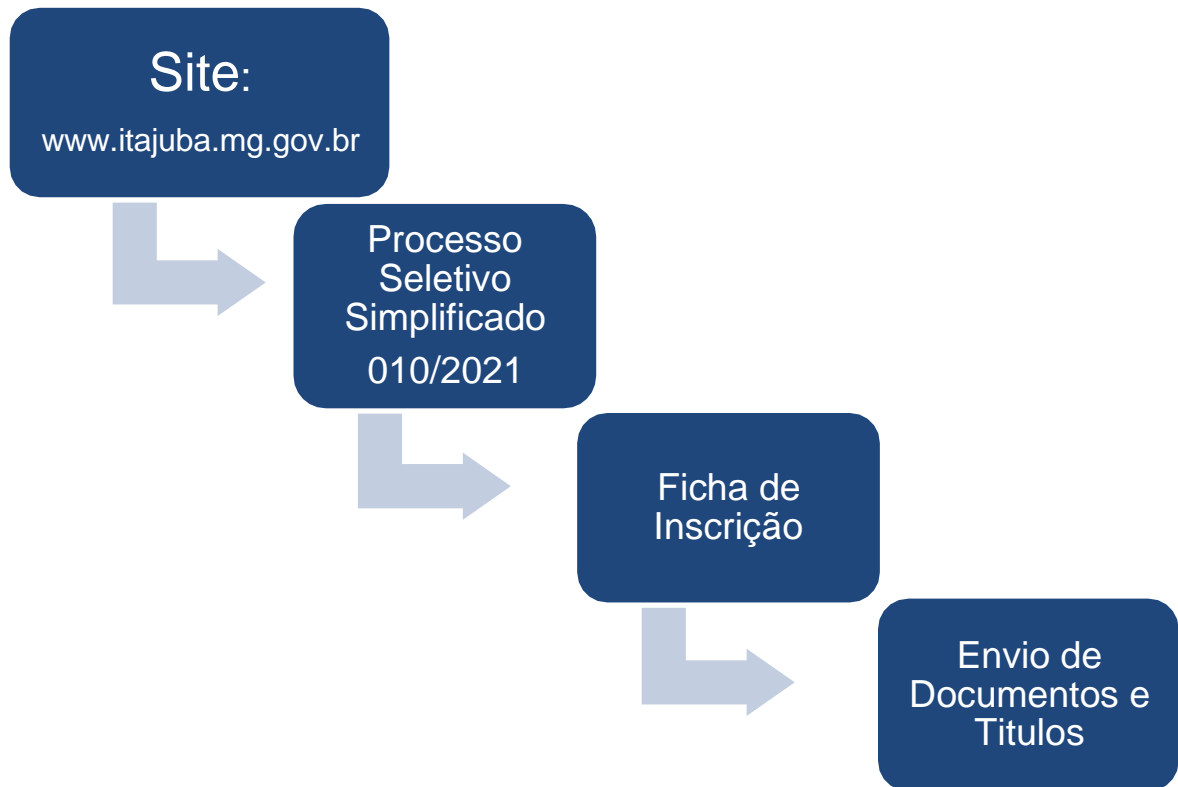 Site:
www.itajuba.mg.gov.br
Processo
Seletivo
Simplificado
010/2021
Ficha de
Inscrição
Envio de
Documentos e
Titulos